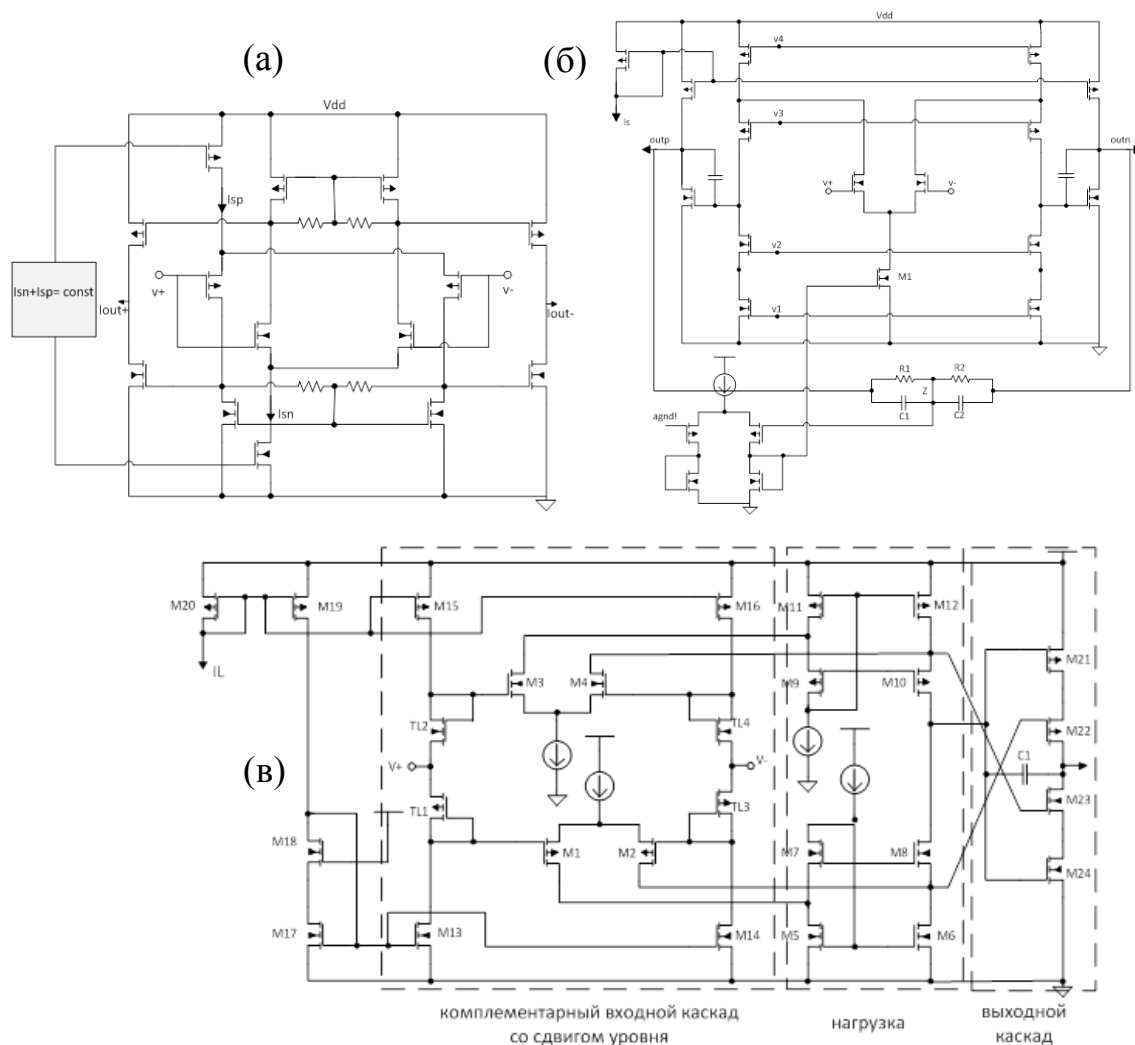 (а)
Vdd
Isp
Isn+Isp= const
v+
v-
Iout+
Iout-
Isn
(б)
Vdd
v4
Is
v3
outp
outn
v+
v-
v2
M1
v1
R1
R2
Z
C1
C2
agnd!
(в)
M20
M19
M15
M16
M11
M12
IL
M21
M3
M4
M9
M10
TL2
TL4
M22
V+
V-
C1
TL1
TL3
M23
M18
M1
M2
M7
M8
M24
M17
M13
M14
M5
M6
комплементарный входной каскад
со сдвигом уровня
нагрузка
выходной
каскад